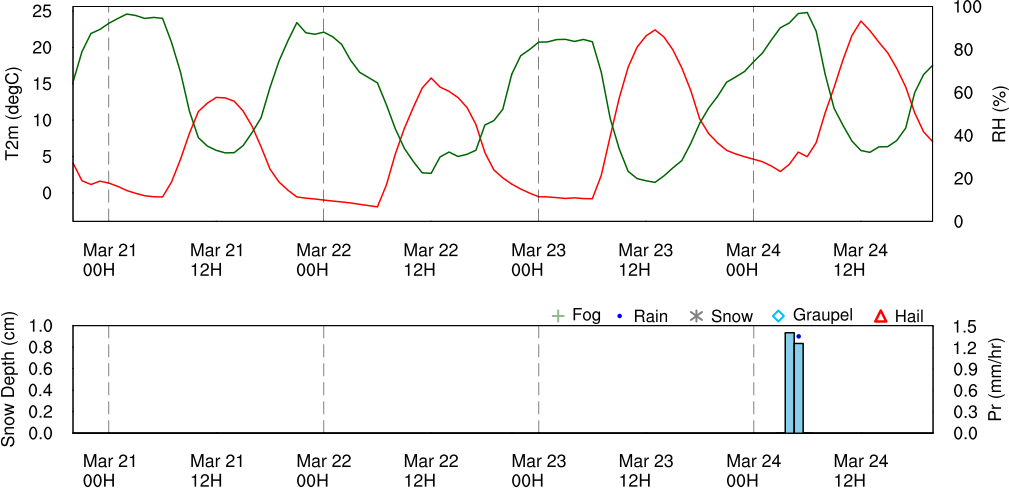 25
20
15
10
5
0
T2m (degC)
100
80
60
40
20
0
RH (%)
Mar 21 Mar 21 Mar 22 Mar 22 Mar 23 Mar 23 Mar 24 Mar 24
00H 12H 00H 12H 00H 12H 00H 12H
Fog Rain Snow Graupel Hail
1.0
0.8
0.6
0.4
0.2
0.0
Snow Depth (cm)
1.5
1.2
0.9
0.6
0.3
0.0
Pr (mm/hr)
Mar 21 Mar 21 Mar 22 Mar 22 Mar 23 Mar 23 Mar 24 Mar 24
00H 12H 00H 12H 00H 12H 00H 12H